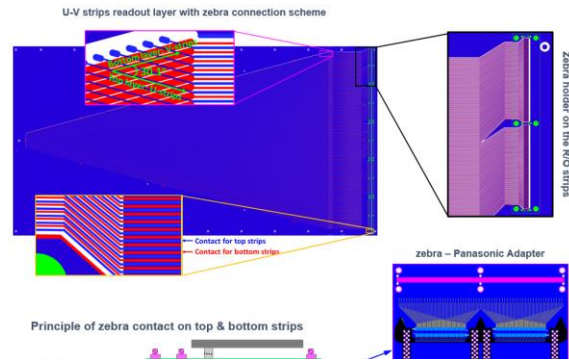 U-V strips readout layer with zebra connection scheme
Zebra holder on the R/O strips
Contact for top strips
Contact for bottom strips
zebra – Panasonic Adapter
Principle of zebra contact on top & bottom strips